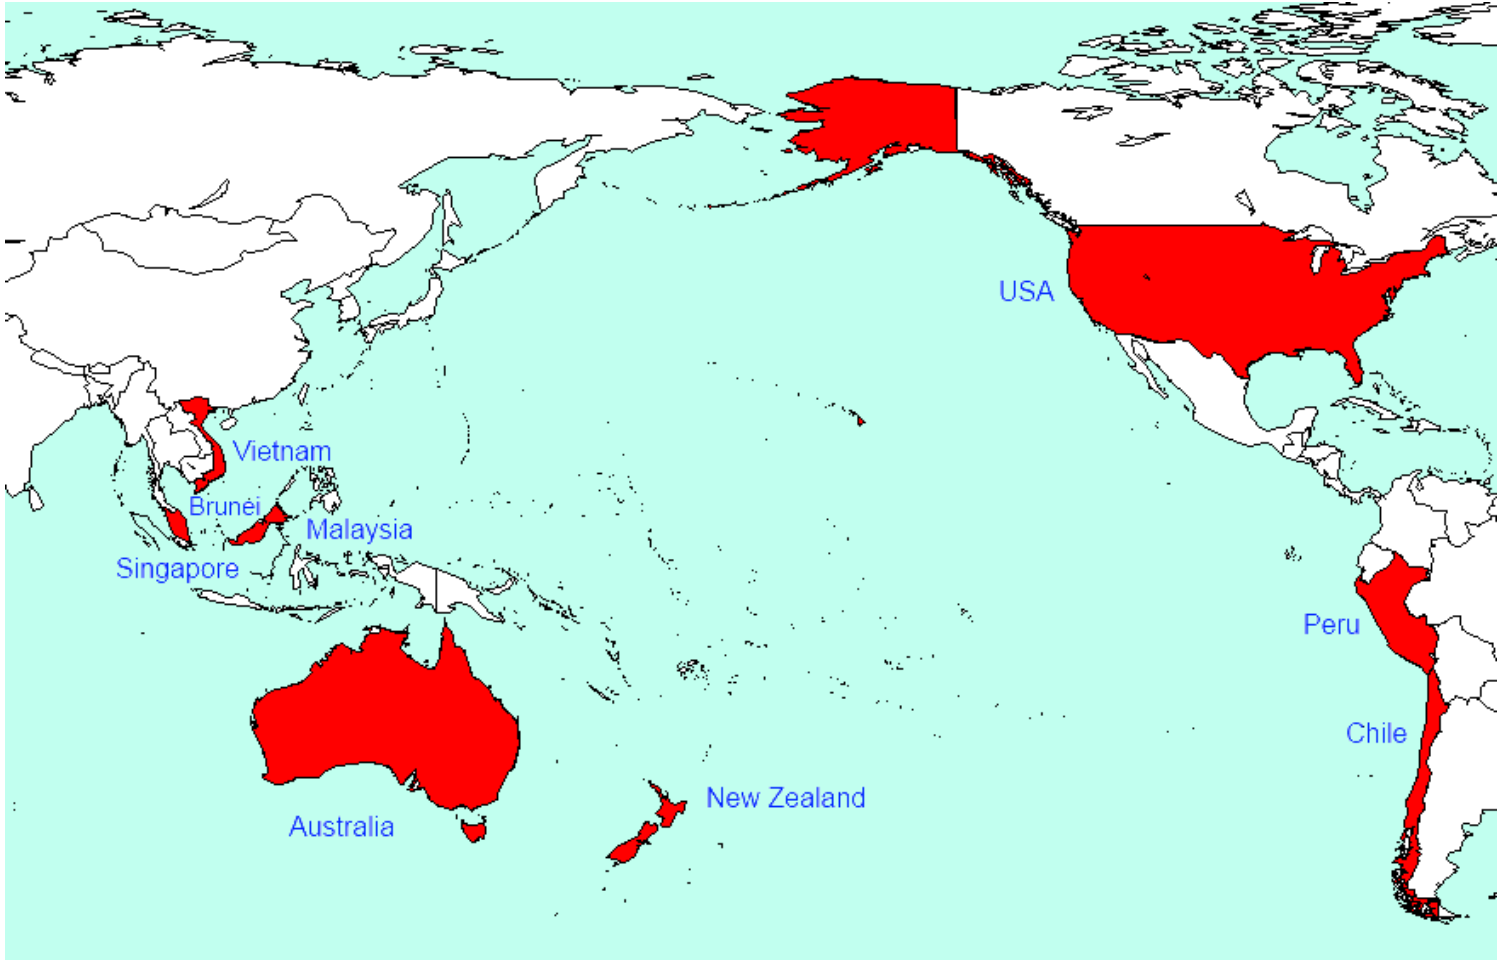 USA
Vietnam
Brunei
Malaysia
Singapore
Peru
Chile
New Zealand
Australia